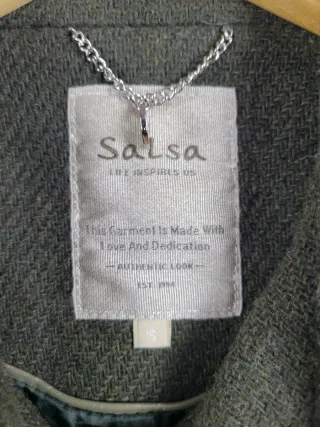 Salsa
LIFE INSPIRES US
This Garment Is Made With
Love And Dedication
— AUTHENTIC LOOK —
EST. 1994
S